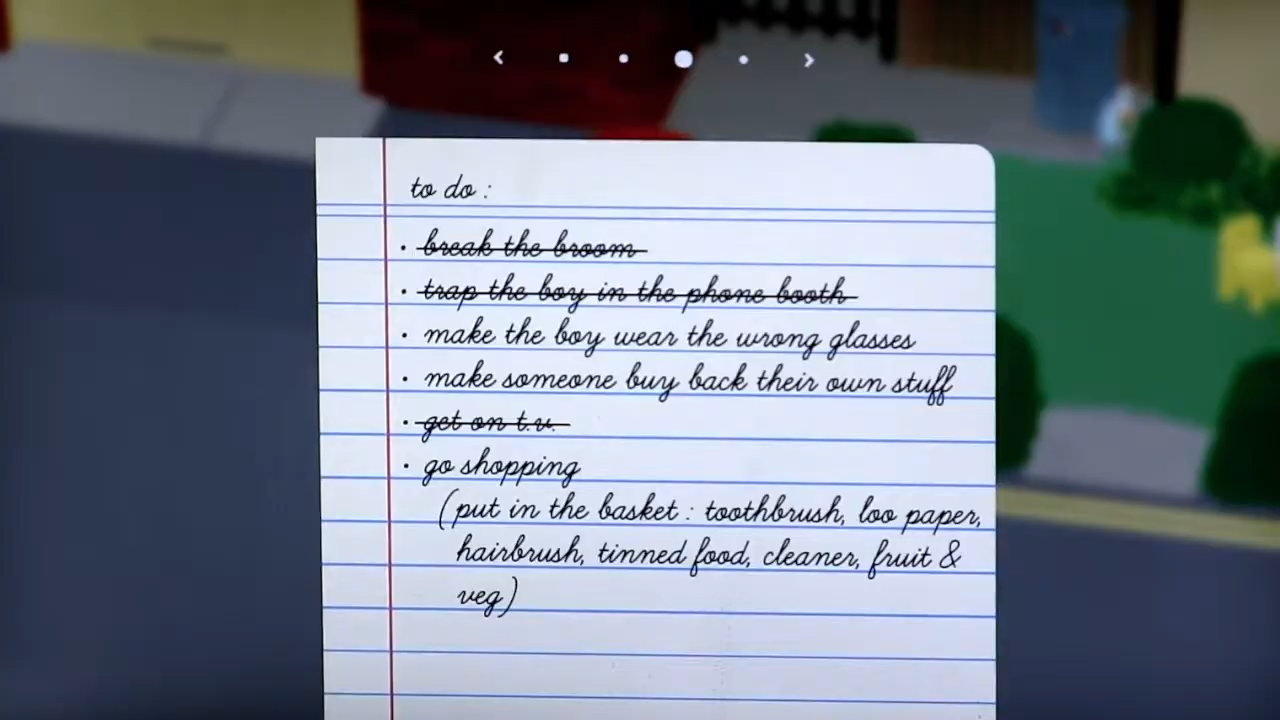 to do :
• break the broom
• trap the boy in the phone booth
• make the boy wear the wrong glasses
• make someone buy back their own stuff
• get on t.v.
• go shopping
(put in the basket : toothbrush, loo paper,
hairbrush, tinned food, cleaner, fruit &
veg)